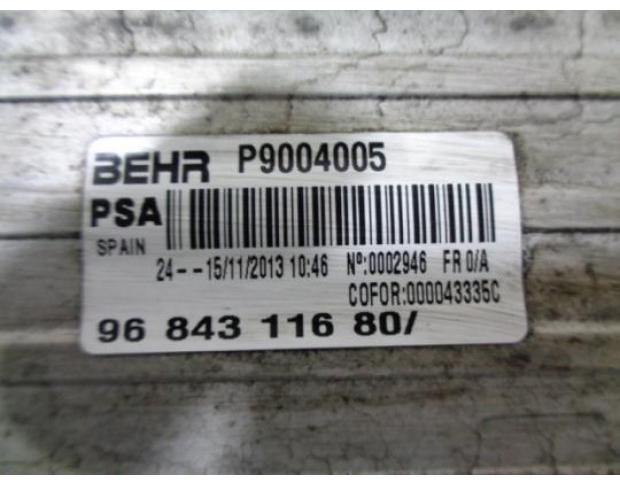 BEHR P9004005
PSA
SPAIN
24--15/11/2013 10:46 Nº:0002946 FR 0/A
COFOR:000043335C
96 843 116 80/